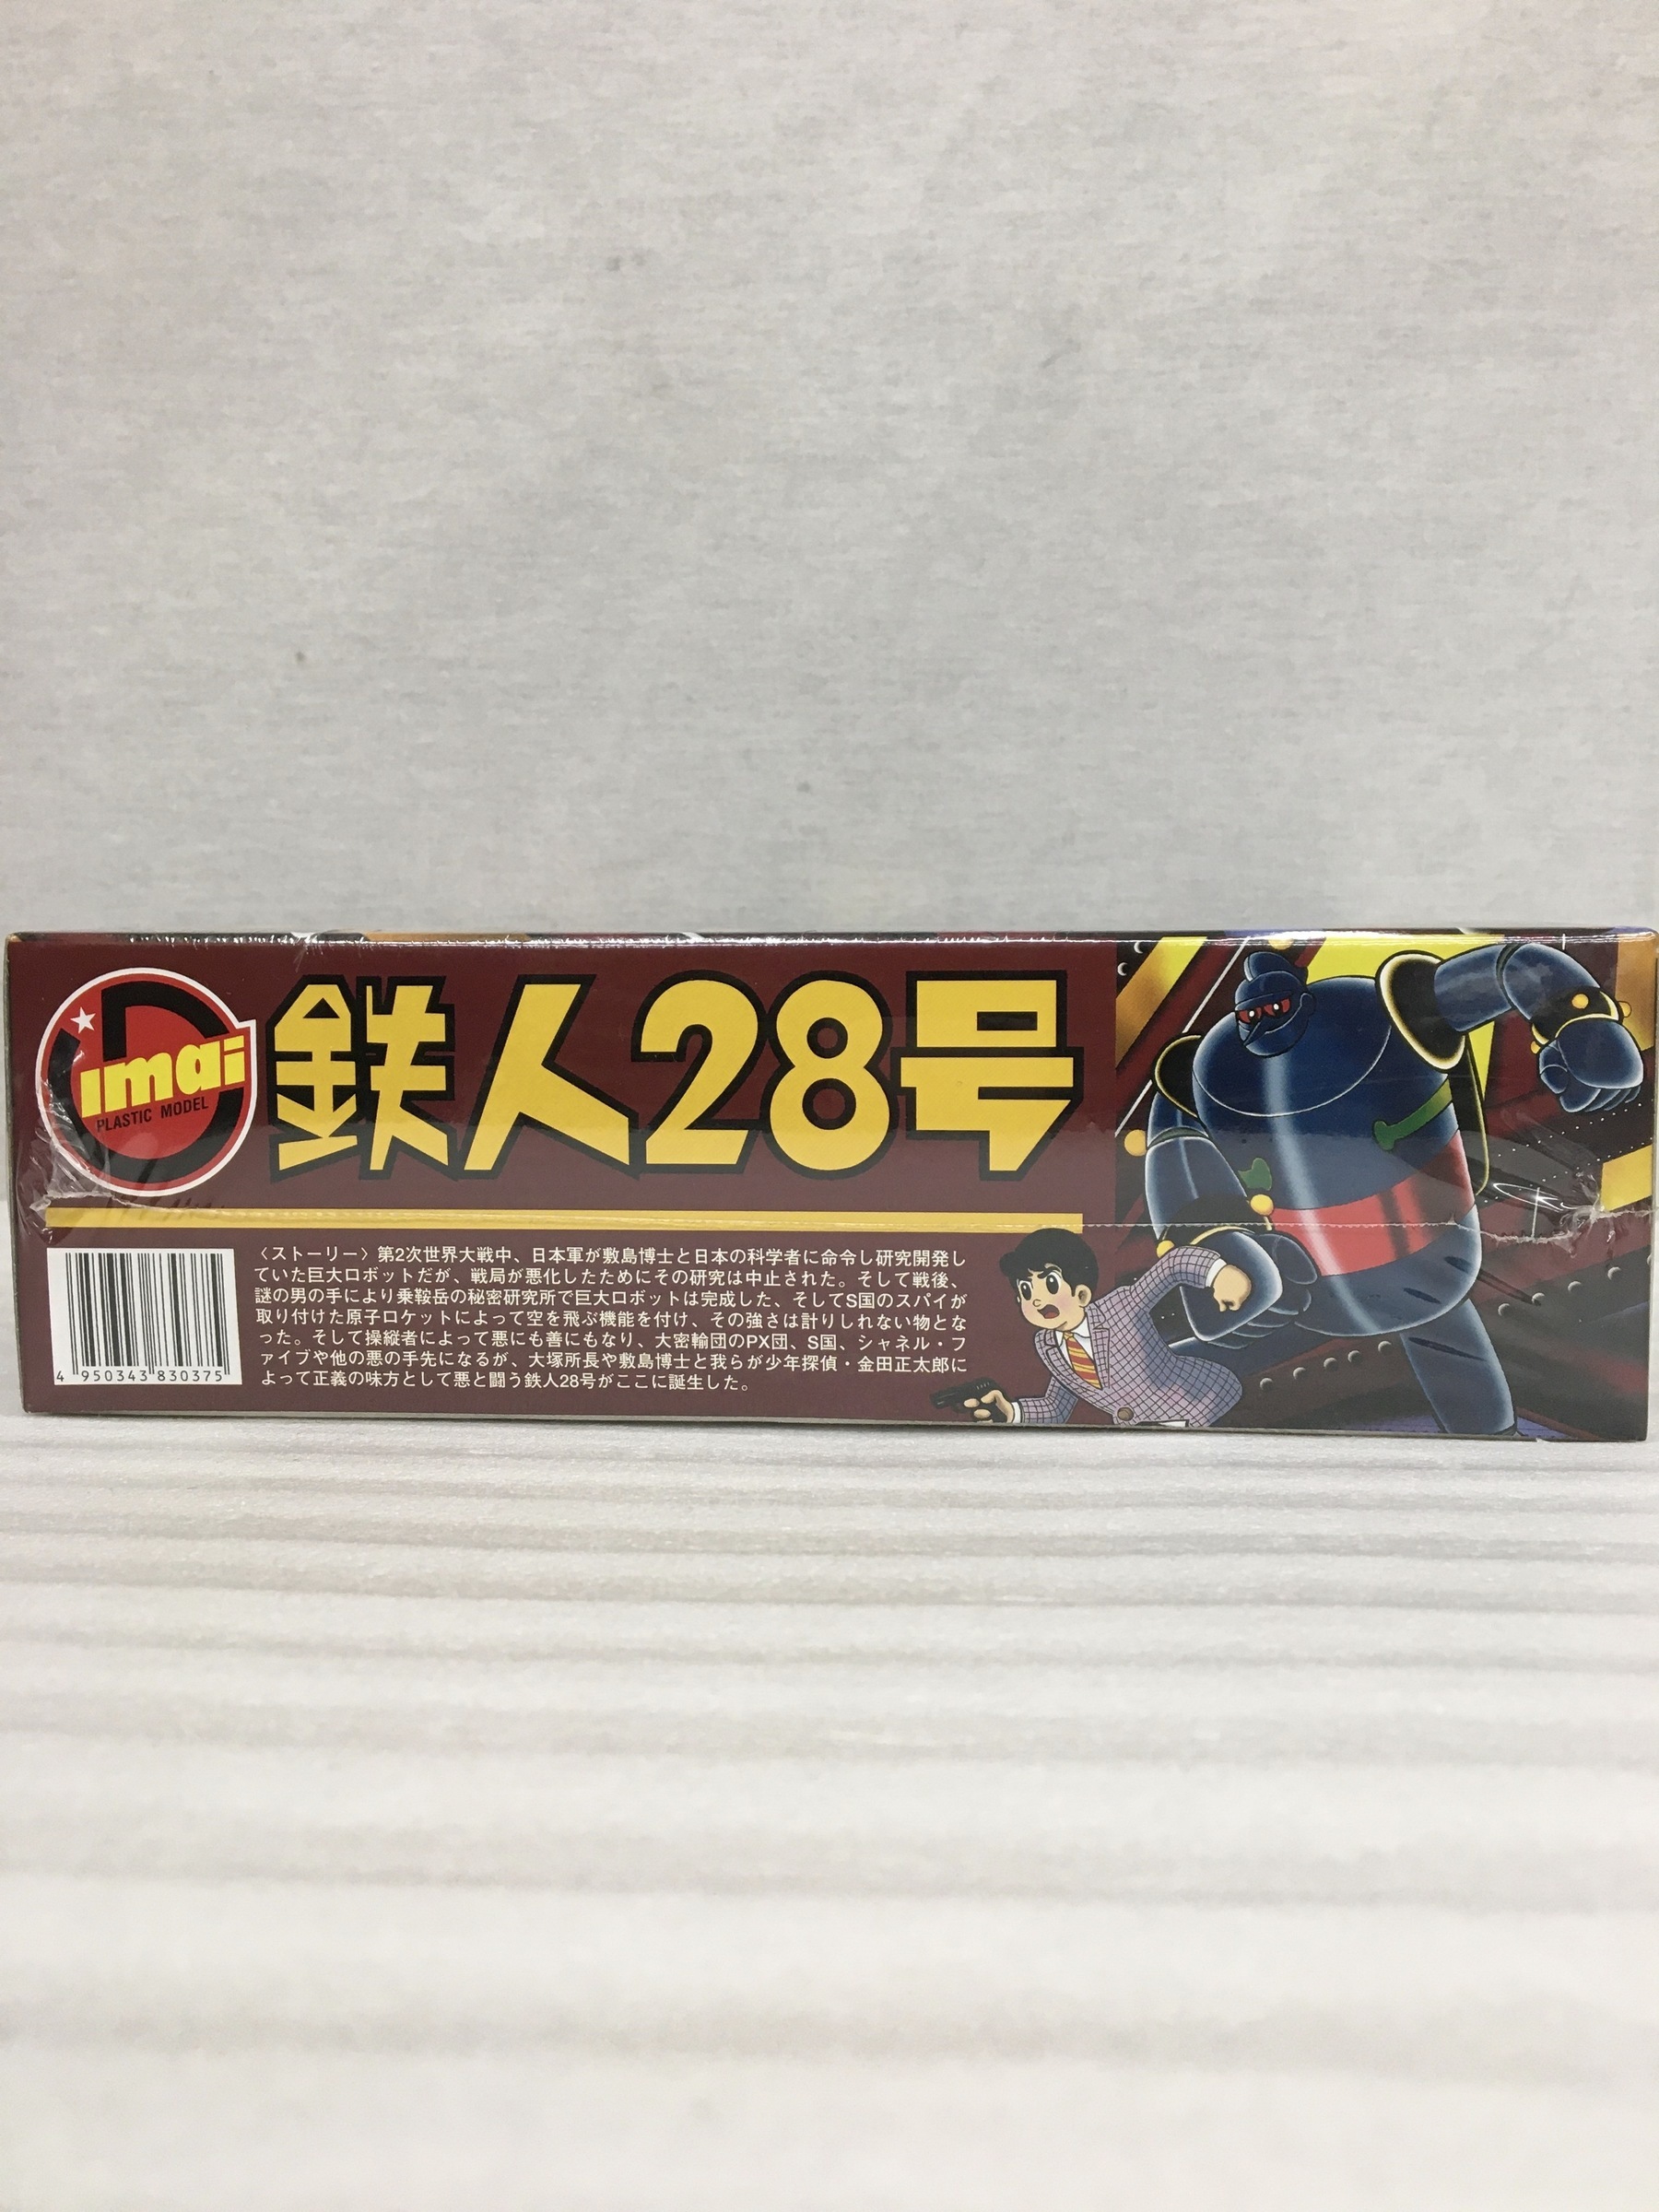 imai
PLASTIC MODEL
鉄人28号
〈ストーリー〉第2次世界大戦中、日本軍が敷島博士と日本の科学者に命令し研究開発し
ていた巨大ロボットだが、戦局が悪化したためにその研究は中止された。そして戦後、
謎の男の手により乗鞍岳の秘密研究所で巨大ロボットは完成した、そしてS国のスパイが
取り付けた原子ロケットによって空を飛ぶ機能を付け、その強さは計りしれない物とな
った。そして操縦者によって悪にも善にもなり、大密輸団のPX団、S国、シャネル・フ
ァイブや他の悪の手先になるが、大塚所長や敷島博士と我らが少年探偵・金田正太郎に
よって正義の味方として悪と闘う鉄人28号がここに誕生した。
4 950343 830375